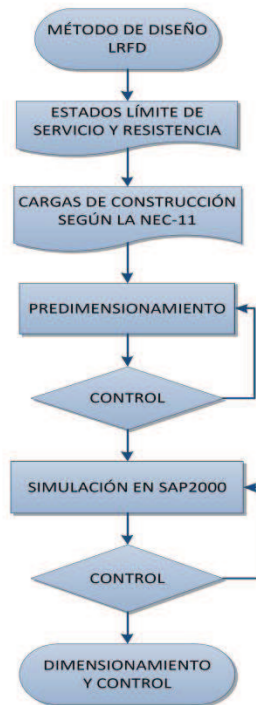 MÉTODO DE DISEÑO
LRFD
ESTADOS LÍMITE DE
SERVICIO Y RESISTENCIA
CARGAS DE CONSTRUCCIÓN
SEGÚN LA NEC-11
PREDIMENSIONAMIENTO
CONTROL
SIMULACIÓN EN SAP2000
CONTROL
DIMENSIONAMIENTO
Y CONTROL